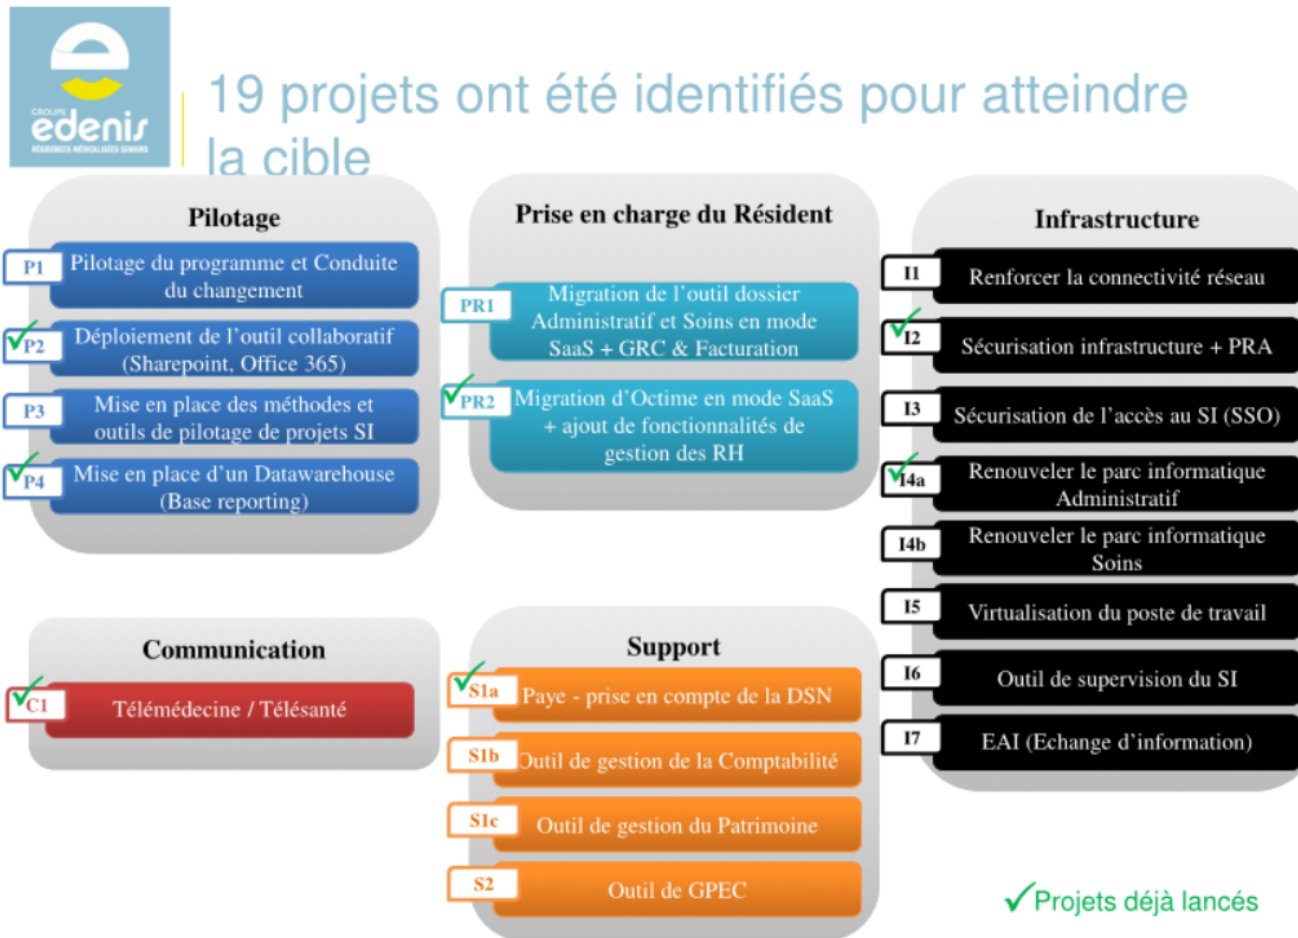 GROUPE
edenis
RÉSIDENCES MÉDICALISÉES SENIORS
19 projets ont été identifiés pour atteindre
la cible
Pilotage
P1
Pilotage du programme et Conduite
du changement
P2
Déploiement de l'outil collaboratif
(Sharepoint, Office 365)
P3
Mise en place des méthodes et
outils de pilotage de projets SI
P4
Mise en place d'un Datawarehouse
(Base reporting)
Prise en charge du Résident
PR1
Migration de l'outil dossier
Administratif et Soins en mode
SaaS + GRC & Facturation
PR2
Migration d'Octime en mode SaaS
+ ajout de fonctionnalités de
gestion des RH
Infrastructure
I1
Renforcer la connectivité réseau
I2
Sécurisation infrastructure + PRA
I3
Sécurisation de l'accès au SI (SSO)
I4a
Renouveler le parc informatique
Administratif
I4b
Renouveler le parc informatique
Soins
I5
Virtualisation du poste de travail
I6
Outil de supervision du SI
I7
EAI (Echange d'information)
Communication
C1
Télémédecine / Télésanté
Support
S1a
Paye - prise en compte de la DSN
S1b
Outil de gestion de la Comptabilité
S1c
Outil de gestion du Patrimoine
S2
Outil de GPEC
Projets déjà lancés